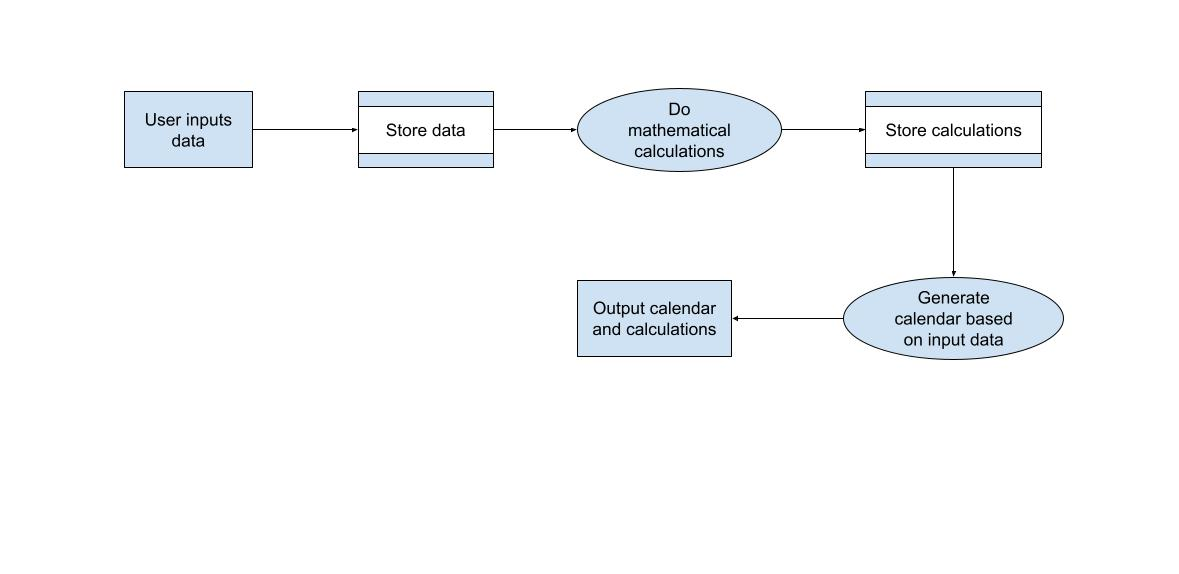 User inputs
data
Store data
Do
mathematical
calculations
Store calculations
Generate
calendar based
on input data
Output calendar
and calculations